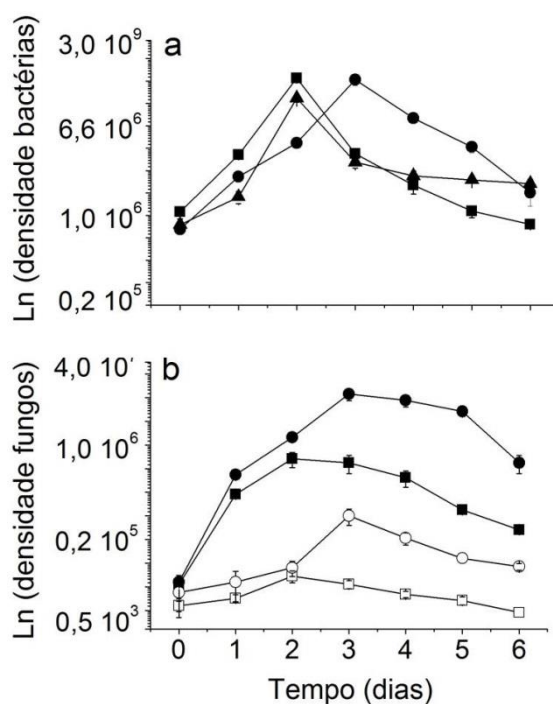 a
3,0 10⁹
6,6 10⁶
1,0 10⁶
0,2 10⁵
Ln (densidade bactérias)
b
4,0 10⁷
1,0 10⁶
0,2 10⁵
0,5 10³
Ln (densidade fungos)
0 1 2 3 4 5 6
Tempo (dias)